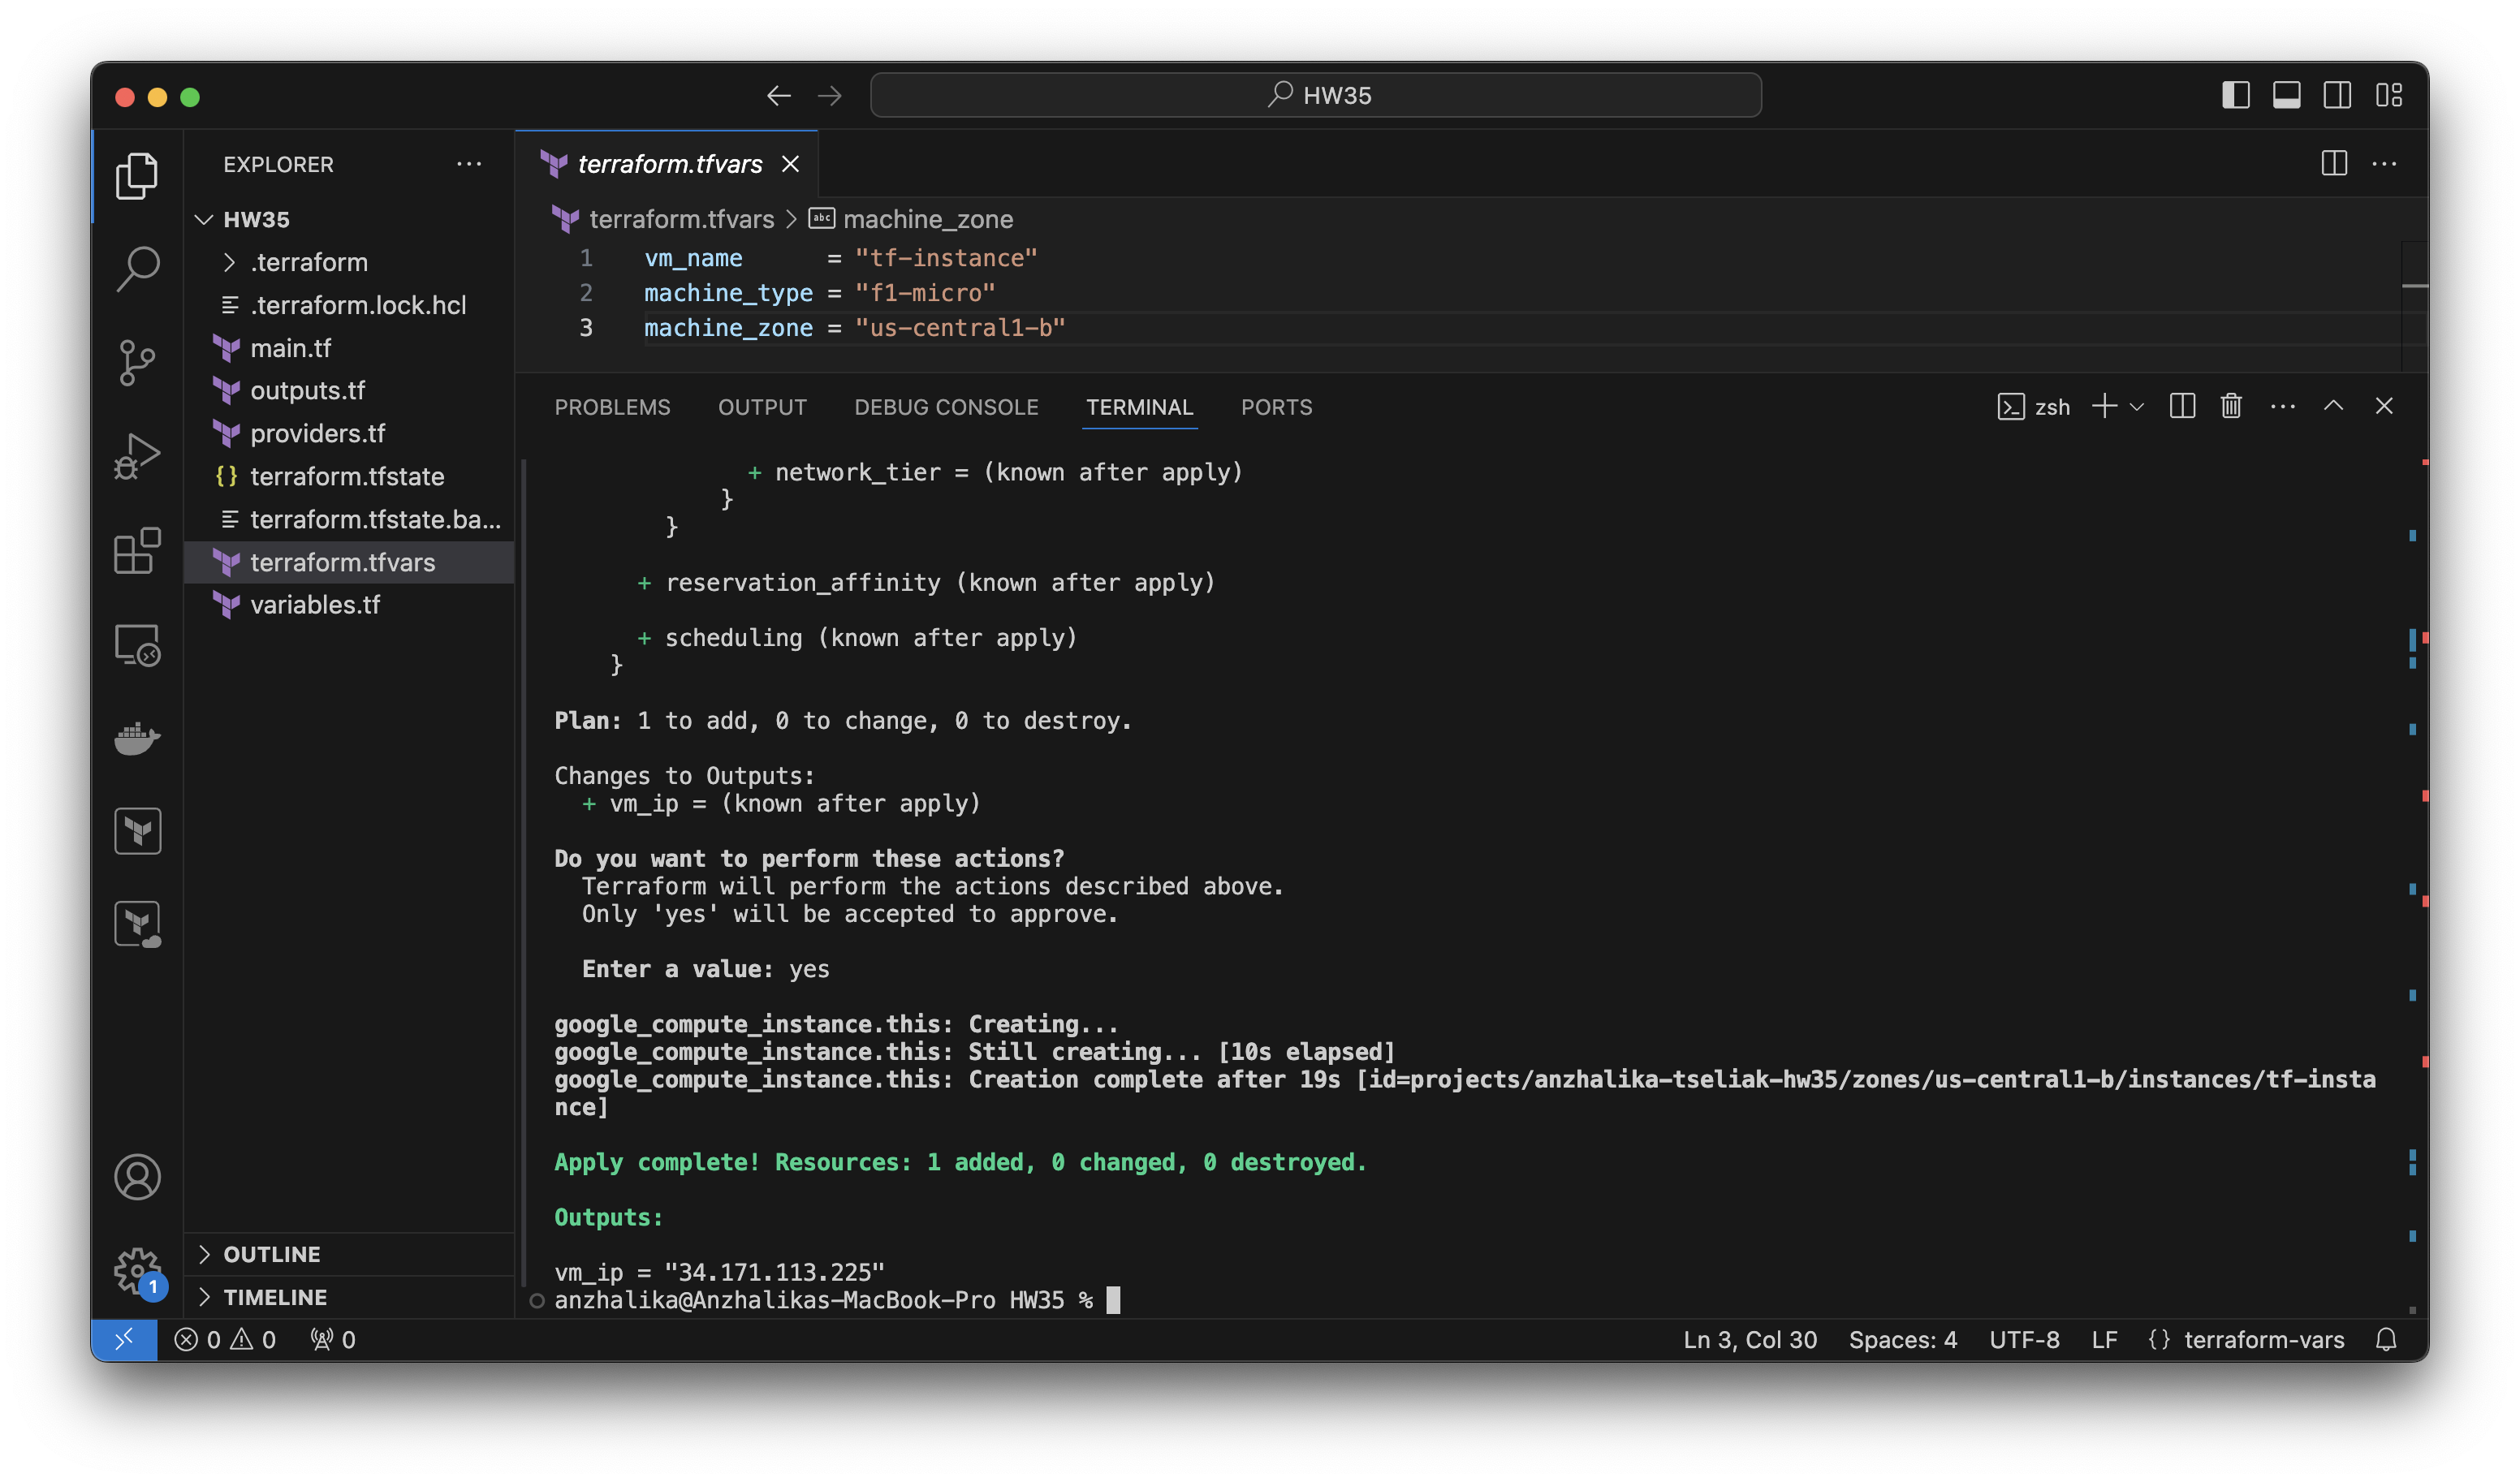 HW35
EXPLORER
HW35
.terraform
.terraform.lock.hcl
main.tf
outputs.tf
providers.tf
{} terraform.tfstate
terraform.tfstate.ba...
terraform.tfvars
variables.tf
OUTLINE
TIMELINE
1
terraform.tfvars
terraform.tfvars > abc machine_zone
1 vm_name = "tf-instance"
2 machine_type = "f1-micro"
3 machine_zone = "us-central1-b"
PROBLEMS OUTPUT DEBUG CONSOLE TERMINAL PORTS zsh
+ network_tier = (known after apply)
}
}
+ reservation_affinity (known after apply)
+ scheduling (known after apply)
}
Plan: 1 to add, 0 to change, 0 to destroy.
Changes to Outputs:
+ vm_ip = (known after apply)
Do you want to perform these actions?
Terraform will perform the actions described above.
Only 'yes' will be accepted to approve.
Enter a value: yes
google_compute_instance.this: Creating...
google_compute_instance.this: Still creating... [10s elapsed]
google_compute_instance.this: Creation complete after 19s [id=projects/anzhalika-tseliak-hw35/zones/us-central1-b/instances/tf-insta
nce]
Apply complete! Resources: 1 added, 0 changed, 0 destroyed.
Outputs:
vm_ip = "34.171.113.225"
anzhalika@Anzhalikas-MacBook-Pro HW35 %
0 0 0 Ln 3, Col 30 Spaces: 4 UTF-8 LF {} terraform-vars